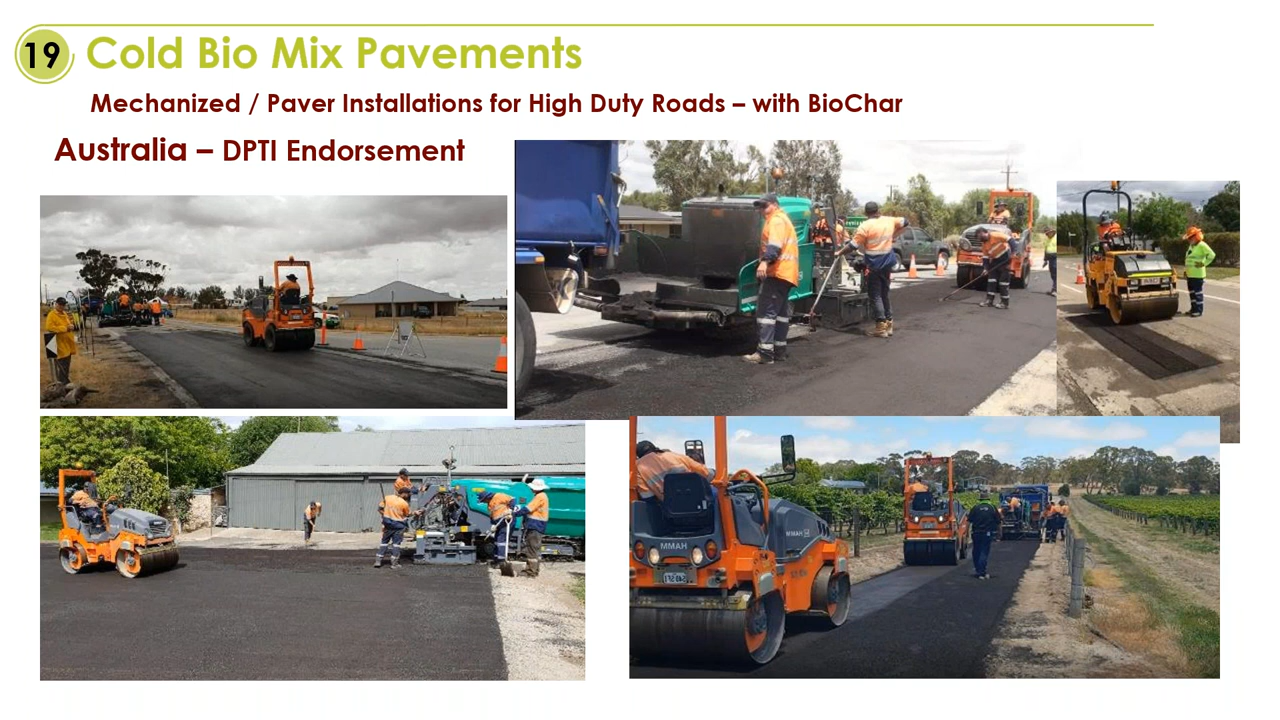 19
Cold Bio Mix Pavements
Mechanized / Paver Installations for High Duty Roads – with BioChar
Australia – DPTI Endorsement